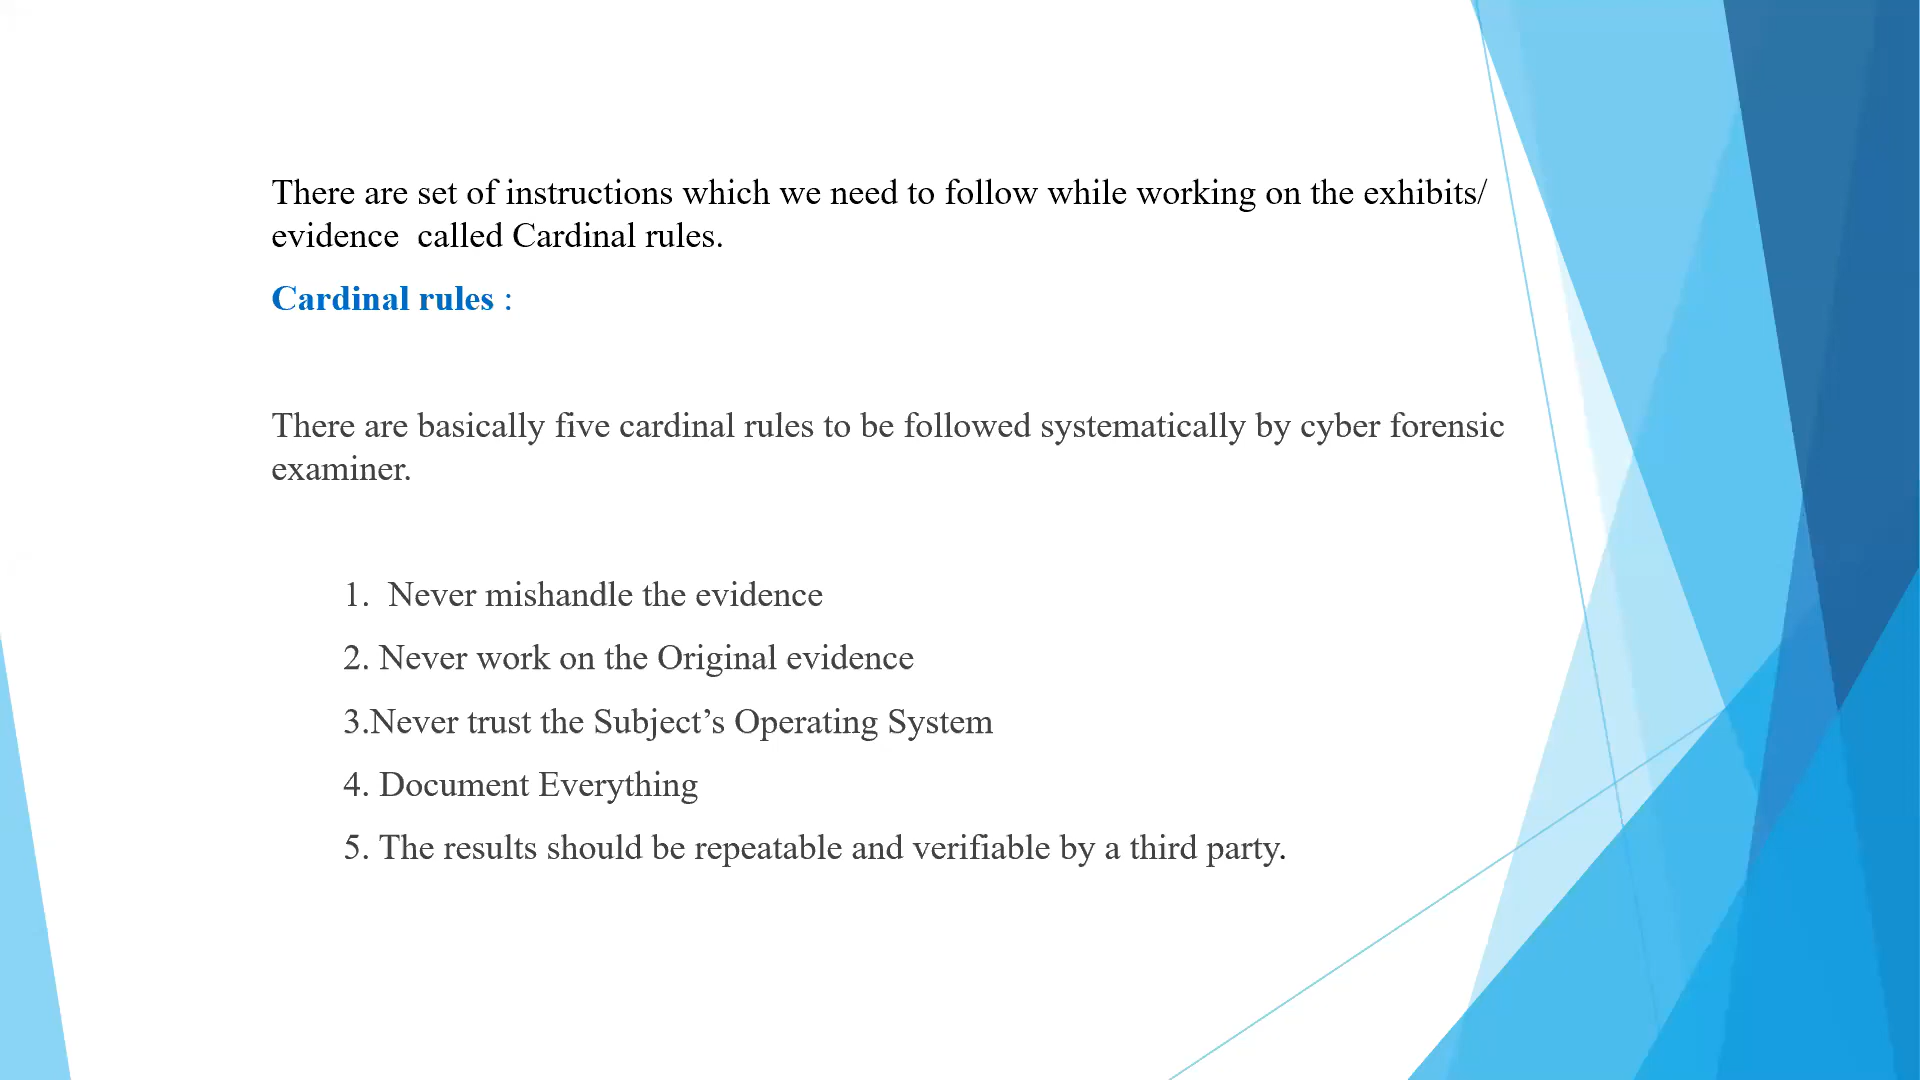 There are set of instructions which we need to follow while working on the exhibits/
evidence  called Cardinal rules.
Cardinal rules :
There are basically five cardinal rules to be followed systematically by cyber forensic
examiner.
1.  Never mishandle the evidence
2. Never work on the Original evidence
3.Never trust the Subject’s Operating System
4. Document Everything
5. The results should be repeatable and verifiable by a third party.